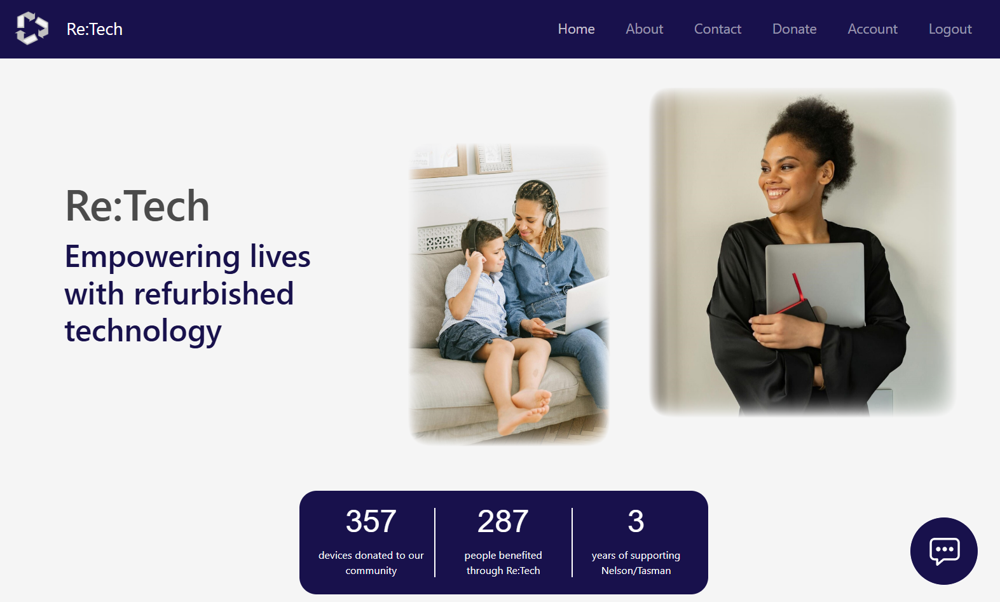 Re:Tech
Home About Contact Donate Account Logout
Re:Tech
Empowering lives
with refurbished
technology
357
devices donated to our
community
287
people benefited
through Re:Tech
3
years of supporting
Nelson/Tasman